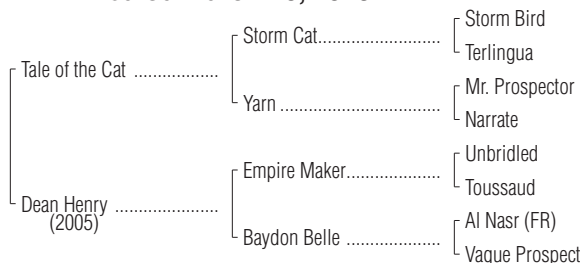 Tale of the Cat ..................
Dean Henry ......................
(2005)
Storm Cat..........................
Yarn ..................................
Empire Maker....................
Baydon Belle ....................
Storm Bird
Terlingua
Mr. Prospector
Narrate
Unbridled
Toussaud
Al Nasr (FR)
Vague Prospect